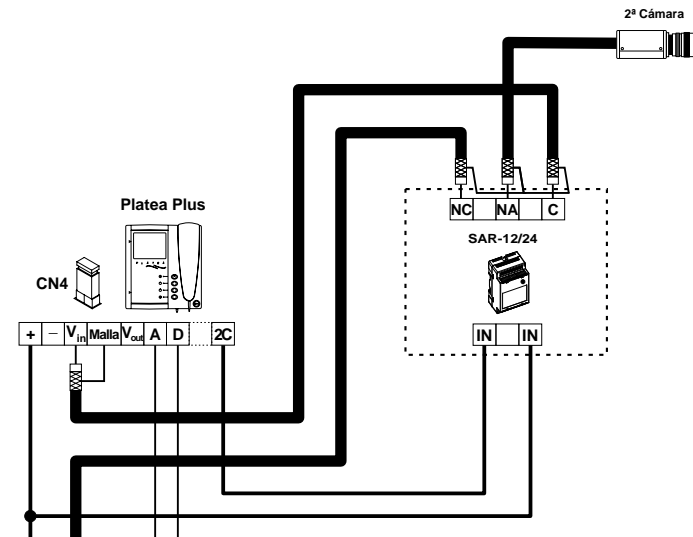 2ª Cámara
Platea Plus
NC NA C
SAR-12/24
CN4
+ − Vin Malla Vout A D 2C
IN IN